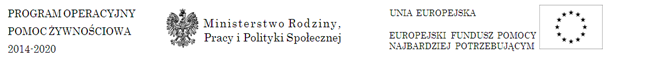 PROGRAM OPERACYJNY
POMOC ŻYWNOŚCIOWA
2014-2020
Ministerstwo Rodziny,
Pracy i Polityki Społecznej
UNIA EUROPEJSKA
EUROPEJSKI FUNDUSZ POMOCY
NAJBARDZIEJ POTRZEBUJĄCYM